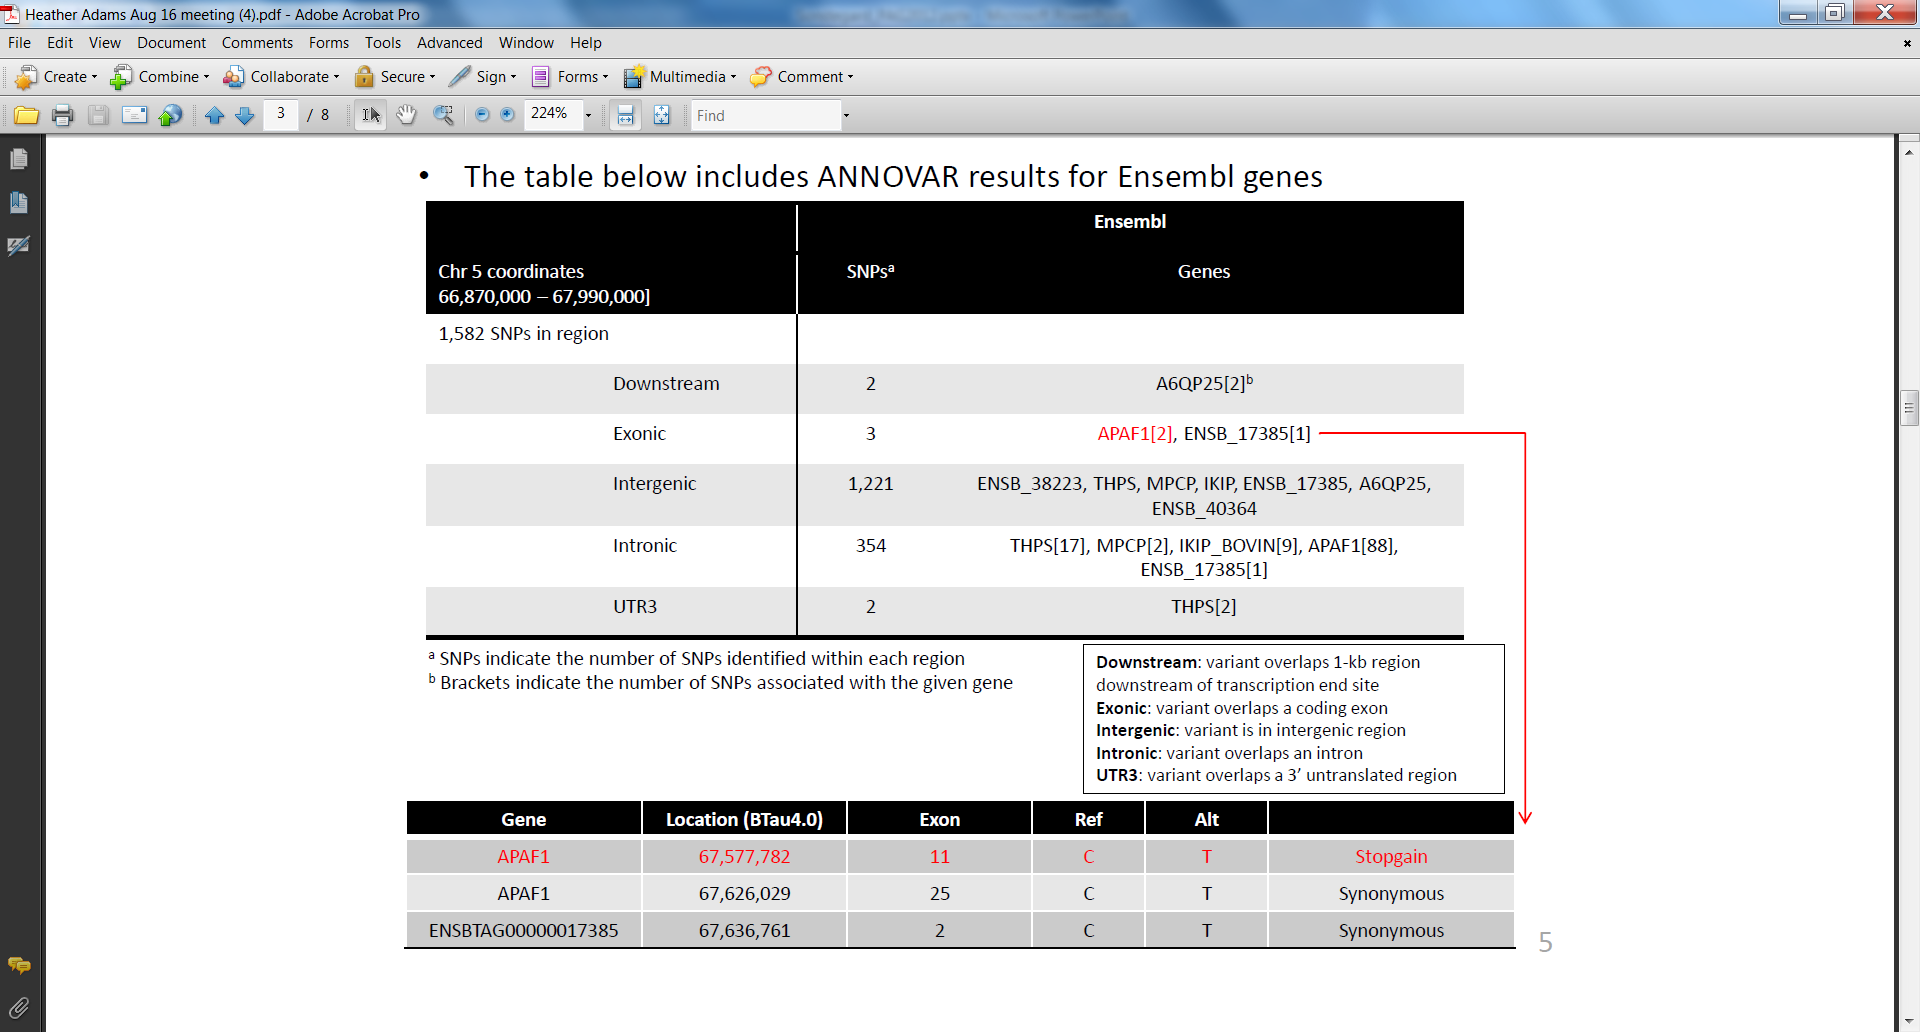 Heather Adams Aug 16 meeting (4).pdf - Adobe Acrobat Pro
File Edit View Document Comments Forms Tools Advanced Window Help
Create Combine Collaborate Secure Sign Forms Multimedia Comment
3 / 8 224% Find
• The table below includes ANNOVAR results for Ensembl genes
Ensembl
Chr 5 coordinates SNPsᵃ Genes
66,870,000 – 67,990,000]
1,582 SNPs in region
Downstream 2 A6QP25[2]ᵇ
Exonic 3 APAF1[2], ENSB_17385[1]
Intergenic 1,221 ENSB_38223, THPS, MPCP, IKIP, ENSB_17385, A6QP25,
ENSB_40364
Intronic 354 THPS[17], MPCP[2], IKIP_BOVIN[9], APAF1[88],
ENSB_17385[1]
UTR3 2 THPS[2]
ᵃ SNPs indicate the number of SNPs identified within each region
ᵇ Brackets indicate the number of SNPs associated with the given gene
Downstream: variant overlaps 1-kb region
downstream of transcription end site
Exonic: variant overlaps a coding exon
Intergenic: variant is in intergenic region
Intronic: variant overlaps an intron
UTR3: variant overlaps a 3’ untranslated region
Gene Location (BTau4.0) Exon Ref Alt
APAF1 67,577,782 11 C T Stopgain
APAF1 67,626,029 25 C T Synonymous
ENSBTAG00000017385 67,636,761 2 C T Synonymous
5